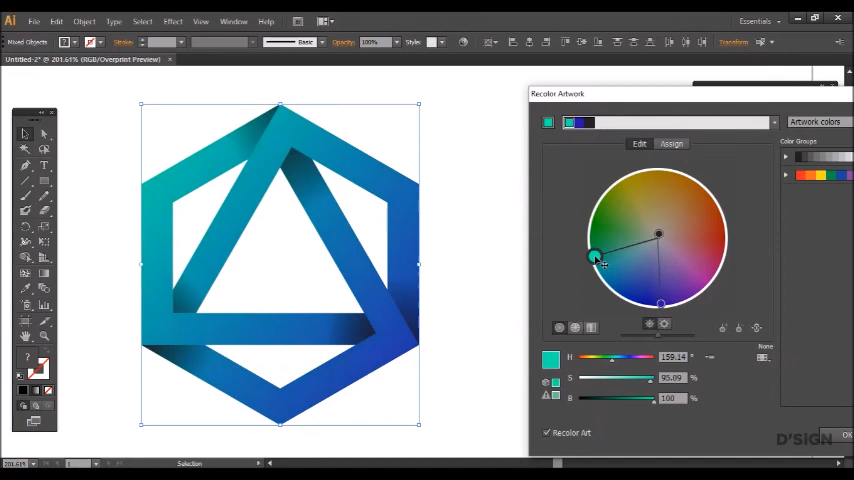 Ai File Edit Object Type Select Effect View Window Help Essentials
Mixed Objects Stroke: Basic Opacity: 100% Style: Transform
Untitled-2* @ 201.61% (RGB/Overprint Preview) ×
Recolor Artwork
Artwork colors
Edit Assign
Color Groups
None
H 159.14 °
S 95.09 %
B 100 %
Recolor Art
OK
D'SIGN
201.61% 1 Selection